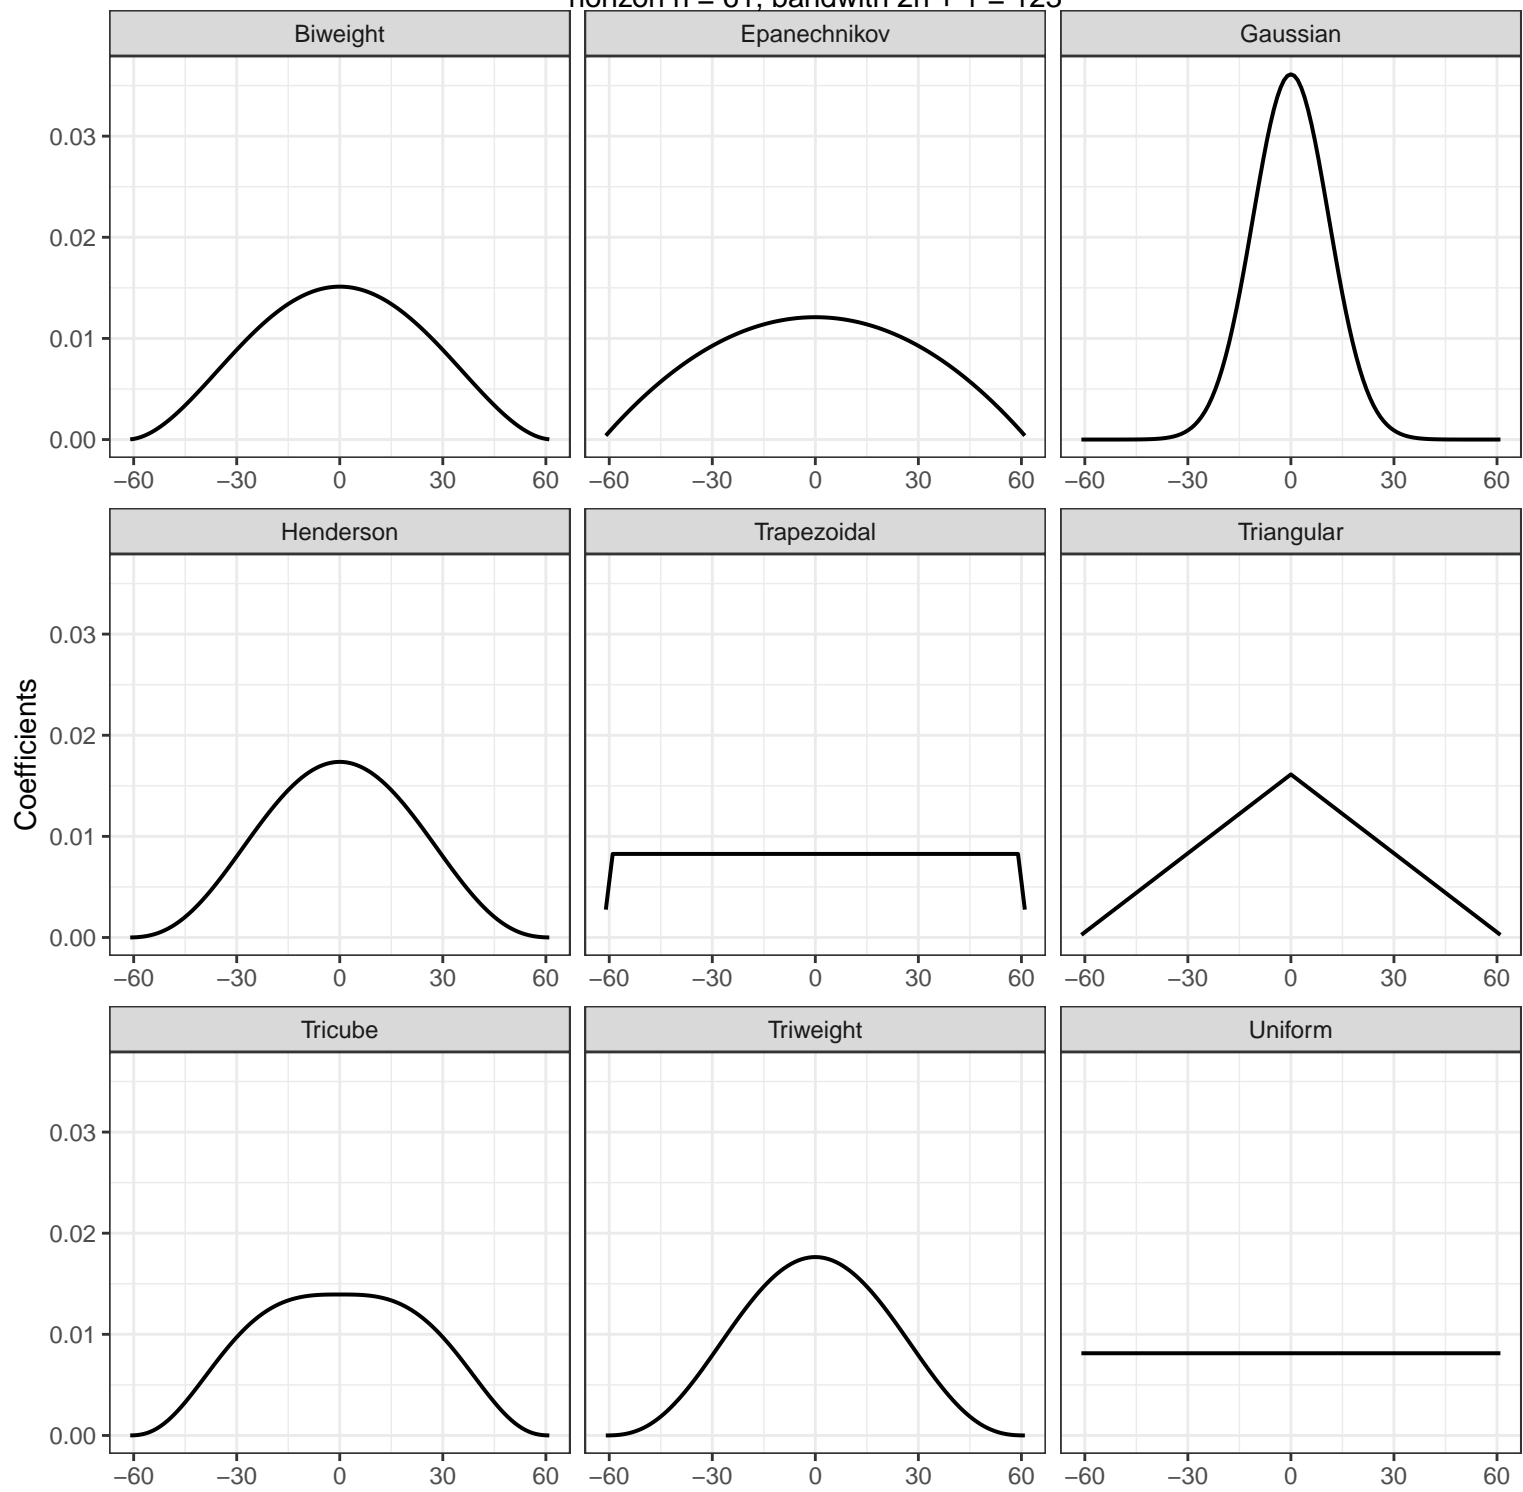 Biweight Epanechnikov Gaussian
0.03
0.02
0.01
0.00
−60 −30 0 30 60 −60 −30 0 30 60 −60 −30 0 30 60
Henderson Trapezoidal Triangular
Coefficients
0.03
0.02
0.01
0.00
−60 −30 0 30 60 −60 −30 0 30 60 −60 −30 0 30 60
Tricube Triweight Uniform
0.03
0.02
0.01
0.00
−60 −30 0 30 60 −60 −30 0 30 60 −60 −30 0 30 60